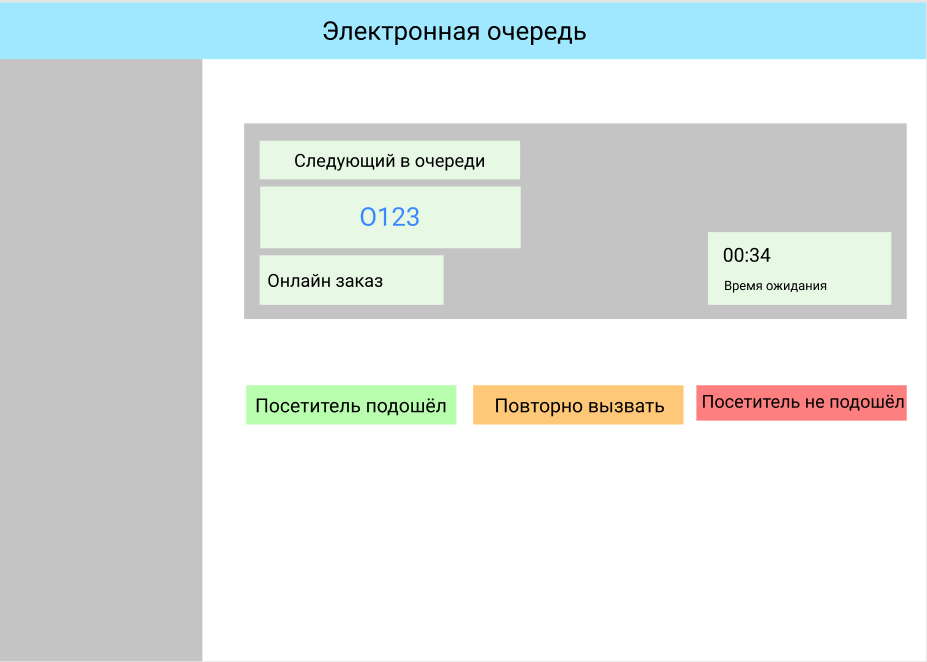 Электронная очередь
Следующий в очереди
О123
Онлайн заказ
00:34
Время ожидания
Посетитель подошёл
Повторно вызвать
Посетитель не подошёл